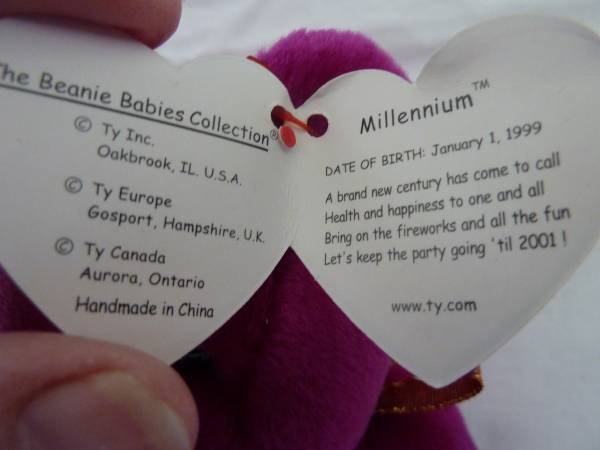 The Beanie Babies Collection®
© Ty Inc.
Oakbrook, IL. U.S.A.
© Ty Europe
Gosport, Hampshire, U.K.
© Ty Canada
Aurora, Ontario
Handmade in China
Millennium™
DATE OF BIRTH: January 1, 1999
A brand new century has come to call
Health and happiness to one and all
Bring on the fireworks and all the fun
Let's keep the party going 'til 2001 !
www.ty.com